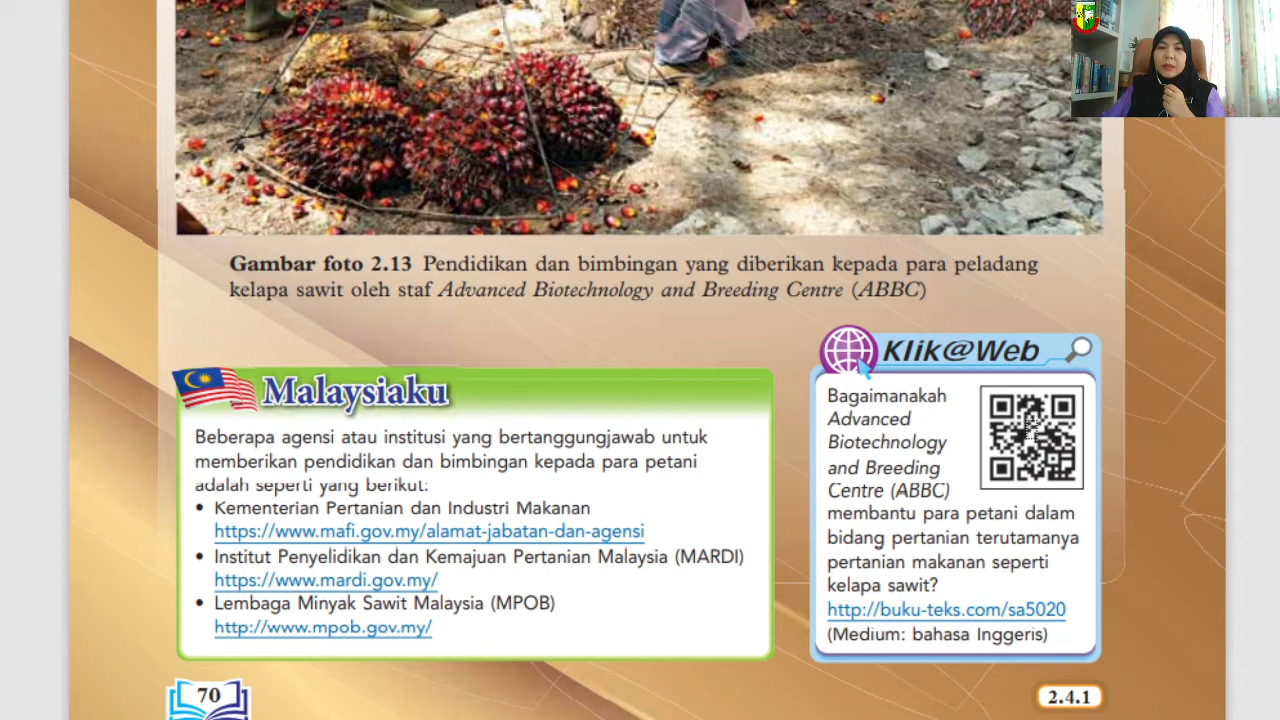 Gambar foto 2.13 Pendidikan dan bimbingan yang diberikan kepada para peladang
kelapa sawit oleh staf Advanced Biotechnology and Breeding Centre (ABBC)
Malaysiaku
Beberapa agensi atau institusi yang bertanggungjawab untuk
memberikan pendidikan dan bimbingan kepada para petani
adalah seperti yang berikut:
• Kementerian Pertanian dan Industri Makanan
https://www.mafi.gov.my/alamat-jabatan-dan-agensi
• Institut Penyelidikan dan Kemajuan Pertanian Malaysia (MARDI)
https://www.mardi.gov.my/
• Lembaga Minyak Sawit Malaysia (MPOB)
http://www.mpob.gov.my/
Klik@Web
Bagaimanakah
Advanced
Biotechnology
and Breeding
Centre (ABBC)
membantu para petani dalam
bidang pertanian terutamanya
pertanian makanan seperti
kelapa sawit?
http://buku-teks.com/sa5020
(Medium: bahasa Inggeris)
70
2.4.1